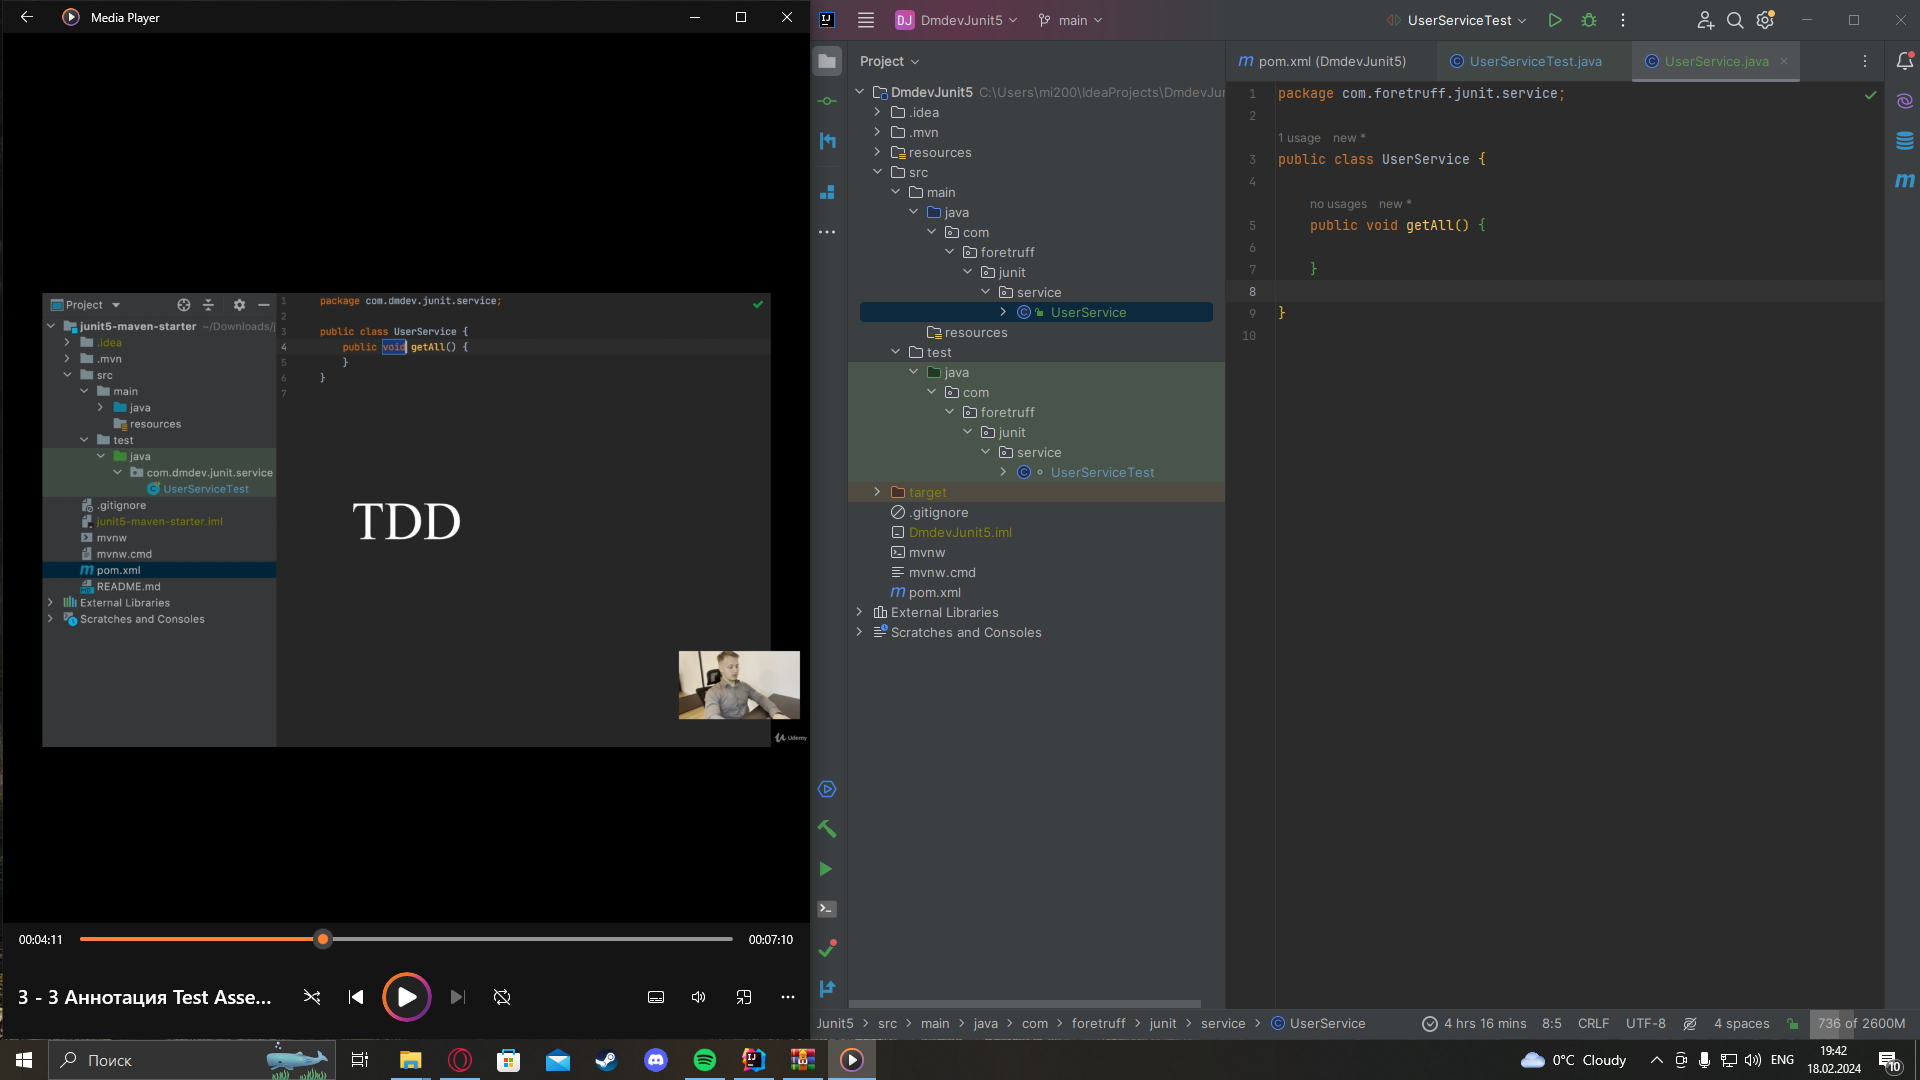 Media Player
Project
junit5-maven-starter ~/Downloads/j
.idea
.mvn
src
main
java
resources
test
java
com.dmdev.junit.service
UserServiceTest
.gitignore
junit5-maven-starter.iml
mvnw
mvnw.cmd
pom.xml
README.md
External Libraries
Scratches and Consoles
1 package com.dmdev.junit.service;
2
3 public class UserService {
4 public void getAll() {
5 }
6 }
7
TDD
Udemy
00:04:11
00:07:10
3 - 3 Аннотация Test Asse...
DJ DmdevJunit5
main
UserServiceTest
Project
DmdevJunit5 C:\Users\mi200\IdeaProjects\DmdevJur
.idea
.mvn
resources
src
main
java
com
foretruff
junit
service
UserService
resources
test
java
com
foretruff
junit
service
UserServiceTest
target
.gitignore
DmdevJunit5.iml
mvnw
mvnw.cmd
pom.xml
External Libraries
Scratches and Consoles
pom.xml (DmdevJunit5)
UserServiceTest.java
UserService.java
1 package com.foretruff.junit.service;
2
1 usage new *
3 public class UserService {
4
no usages new *
5 public void getAll() {
6
7 }
8
9 }
10
Junit5 > src > main > java > com > foretruff > junit > service > UserService
4 hrs 16 mins 8:5 CRLF UTF-8 4 spaces 736 of 2600M
Поиск
0°C Cloudy
ENG
19:42
18.02.2024
10